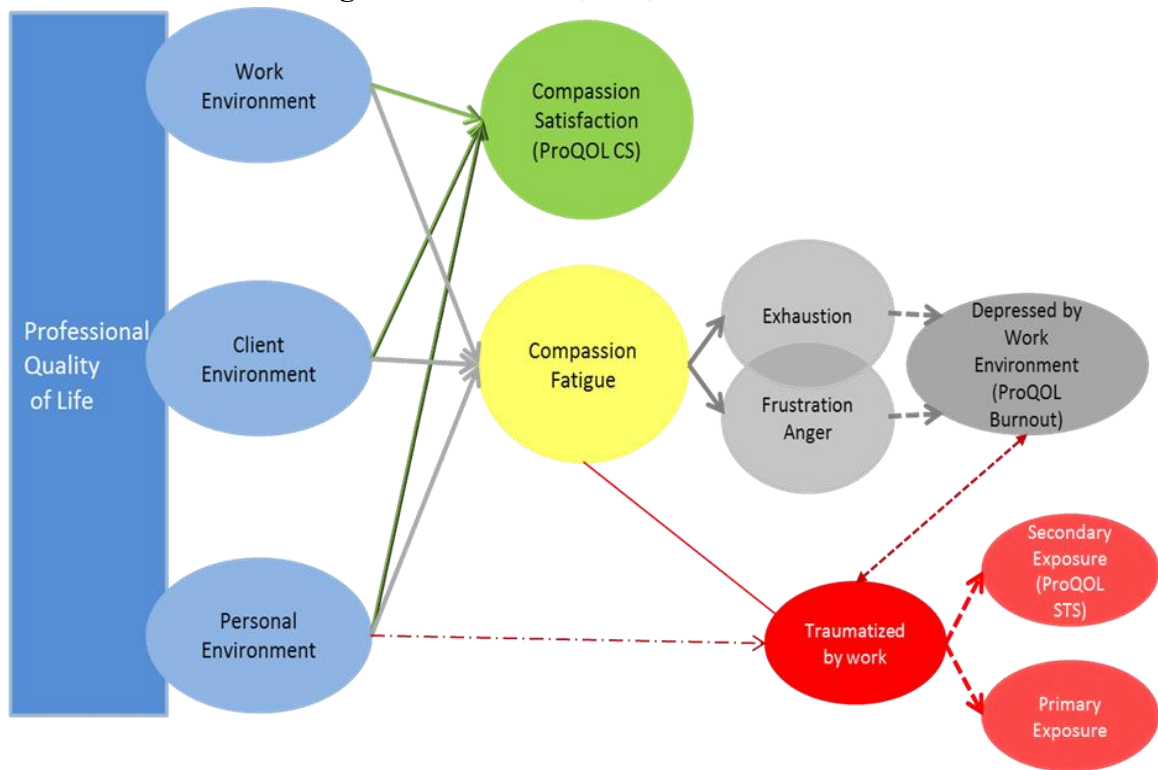 Work
Environment
Compassion
Satisfaction
(ProQOL CS)
Professional
Quality
of Life
Client
Environment
Compassion
Fatigue
Exhaustion
Frustration
Anger
Depressed by
Work
Environment
(ProQOL
Burnout)
Personal
Environment
Traumatized
by work
Secondary
Exposure
(ProQOL
STS)
Primary
Exposure